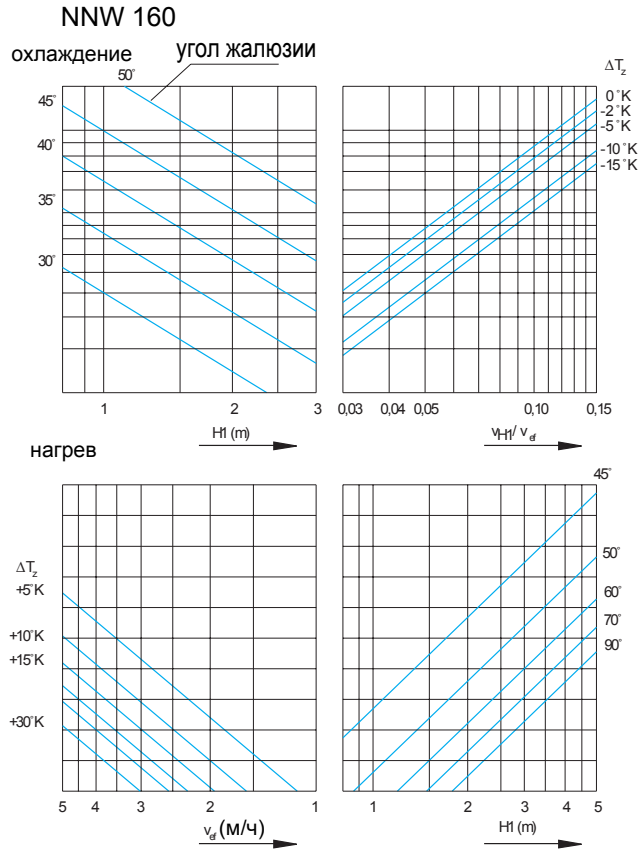 NNW 160
охлаждение угол жалюзии
50°
45°
40°
35°
30°
1 2 3
H1 (m)
ΔTz
0 °K
-2 °K
-5 °K
-10 °K
-15 °K
0,03 0,04 0,05 0,10 0,15
vH1/ vef
нагрев
ΔTz
+5°K
+10°K
+15°K
+30°K
5 4 3 2 1
vef (м/ч)
45°
50°
60°
70°
90°
1 2 3 4 5
H1 (m)